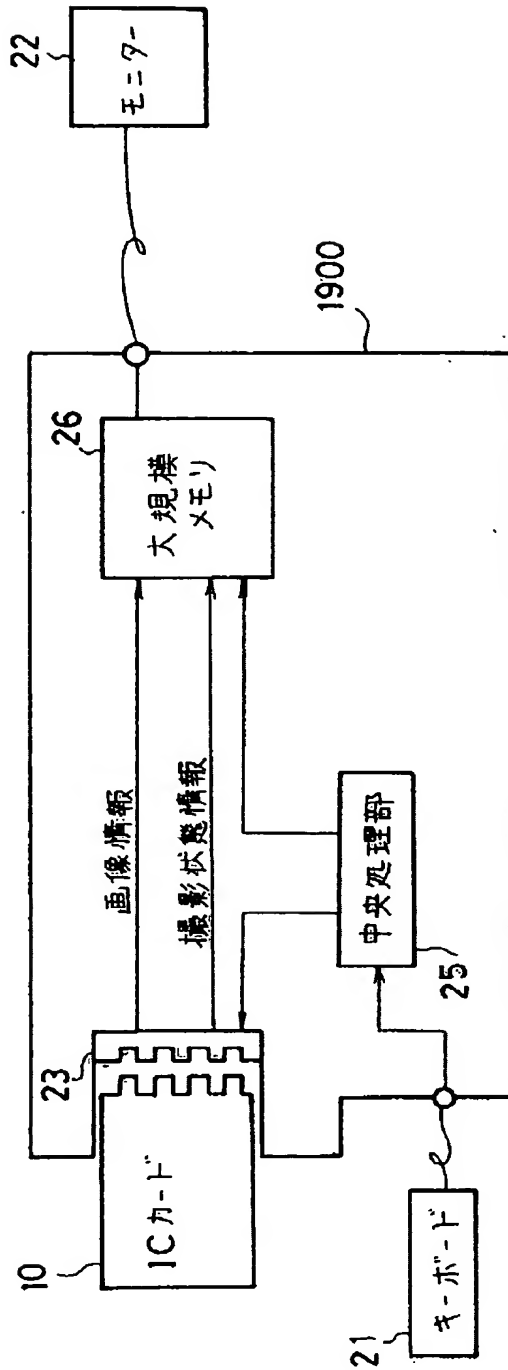 22
モニター
1900
26
大規模
メモリ
画像情報
撮影状態情報
中央処理部
25
23
10
ICカード
21
キーボード